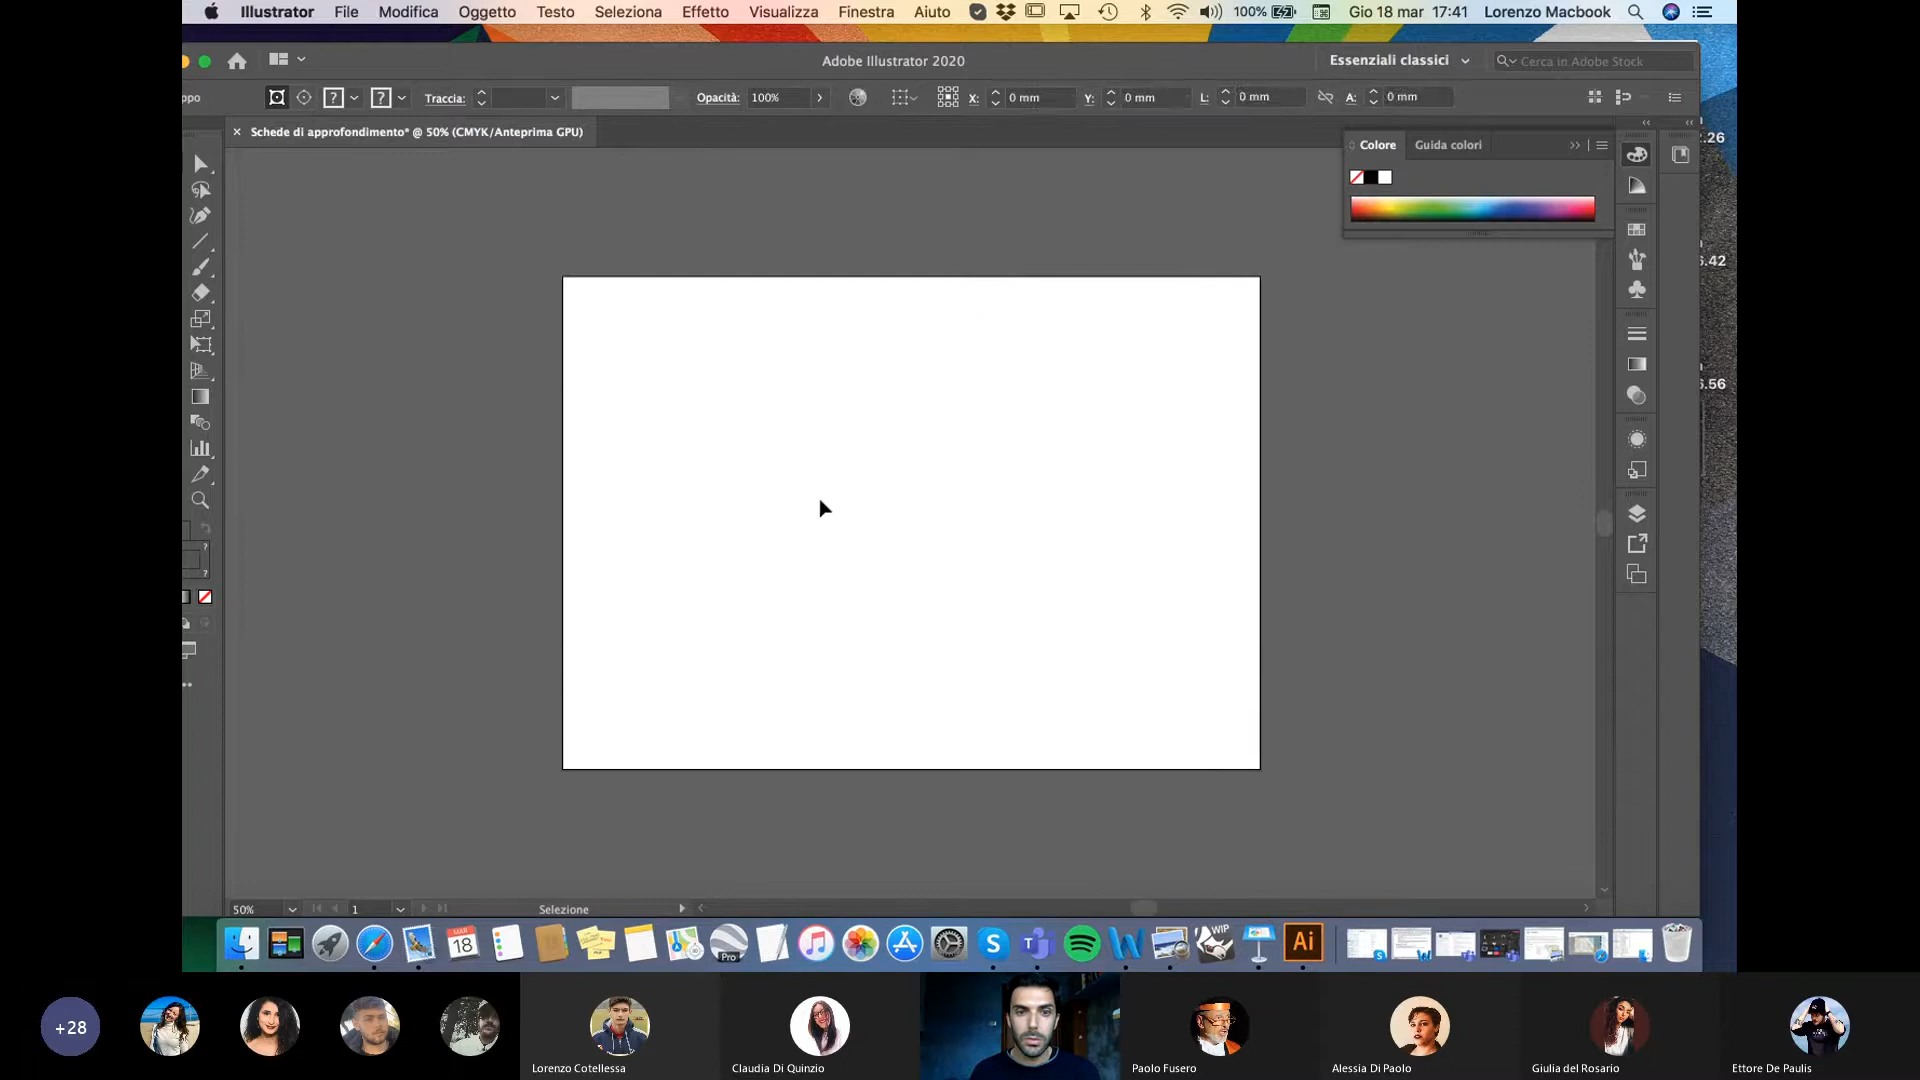 Illustrator File Modifica Oggetto Testo Seleziona Effetto Visualizza Finestra Aiuto 100% Gio 18 mar 17:41 Lorenzo Macbook
Adobe Illustrator 2020 Essenziali classici Cerca in Adobe Stock
ppo ? ? Traccia: Opacità: 100% X: 0 mm Y: 0 mm L: 0 mm A: 0 mm
× Schede di approfondimento* @ 50% (CMYK/Anteprima GPU)
.26
Colore Guida colori
6.42
6.56
?
?
50% 1 Selezione
MAR
18
Pro
S
T
W
WIP
Ai
+28
Lorenzo Cotellessa Claudia Di Quinzio Paolo Fusero Alessia Di Paolo Giulia del Rosario Ettore De Paulis